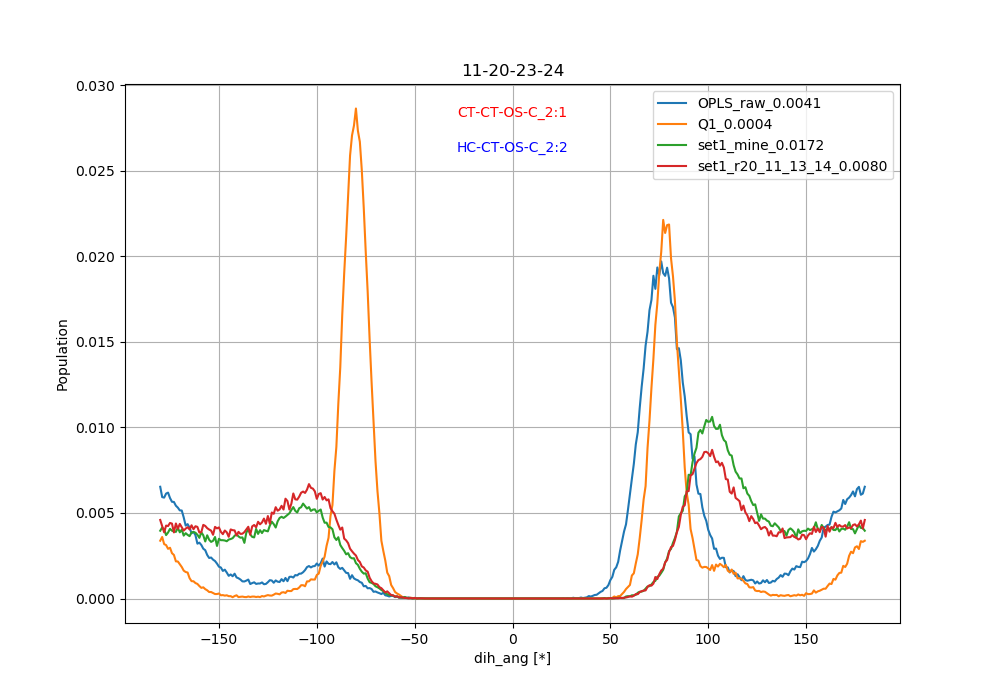 11-20-23-24
CT-CT-OS-C_2:1
HC-CT-OS-C_2:2
OPLS_raw_0.0041
Q1_0.0004
set1_mine_0.0172
set1_r20_11_13_14_0.0080
Population
0.030
0.025
0.020
0.015
0.010
0.005
0.000
−150
−100
−50
0
50
100
150
dih_ang [*]